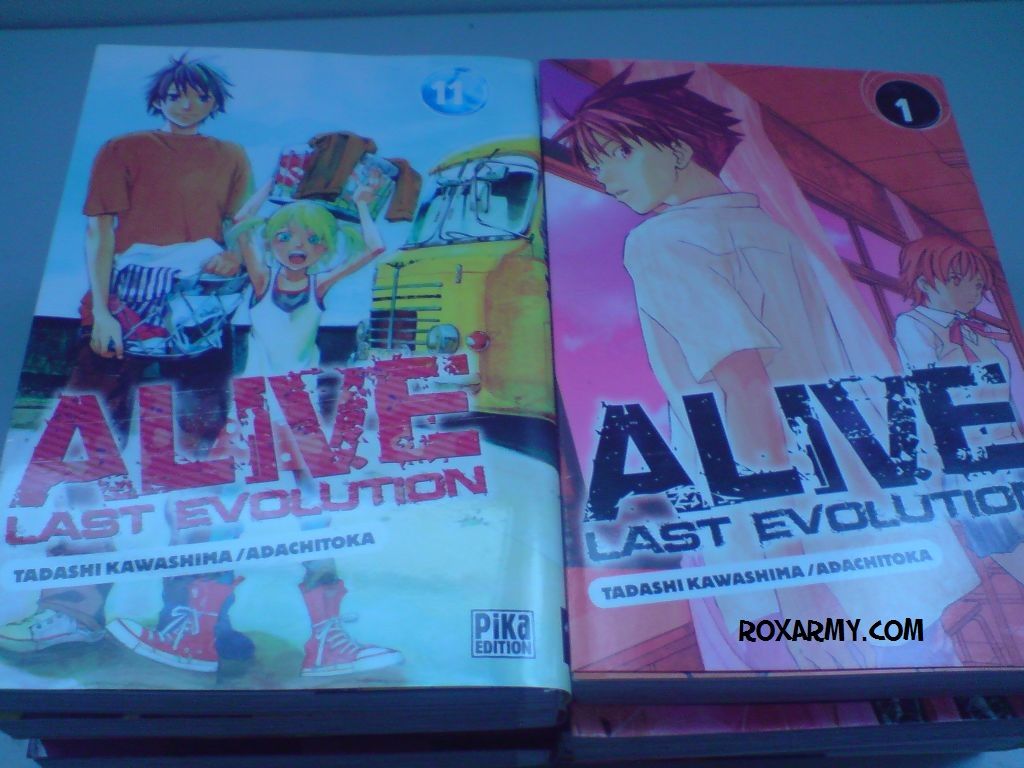 11
ALIVE
LAST EVOLUTION
TADASHI KAWASHIMA/ADACHITOKA
PiKa
EDITION
1
ALIVE
LAST EVOLUTION
TADASHI KAWASHIMA/ADACHITOKA
ROXARMY.COM